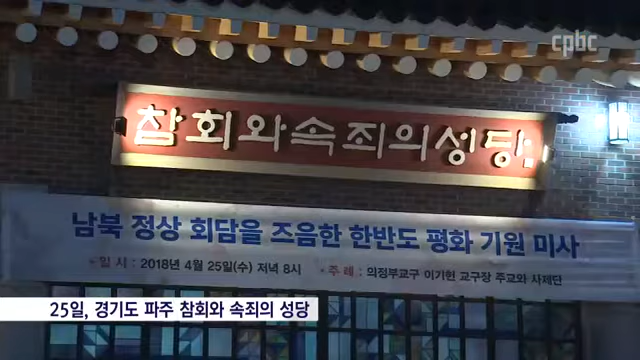 cpbc
참회와속죄의성당
남북 정상 회담을 즈음한 한반도 평화 기원 미사
• 일 시 : 2018년 4월 25일(수) 저녁 8시 • 주 례 : 의정부교구 이기헌 교구장 주교와 사제단
25일, 경기도 파주 참회와 속죄의 성당